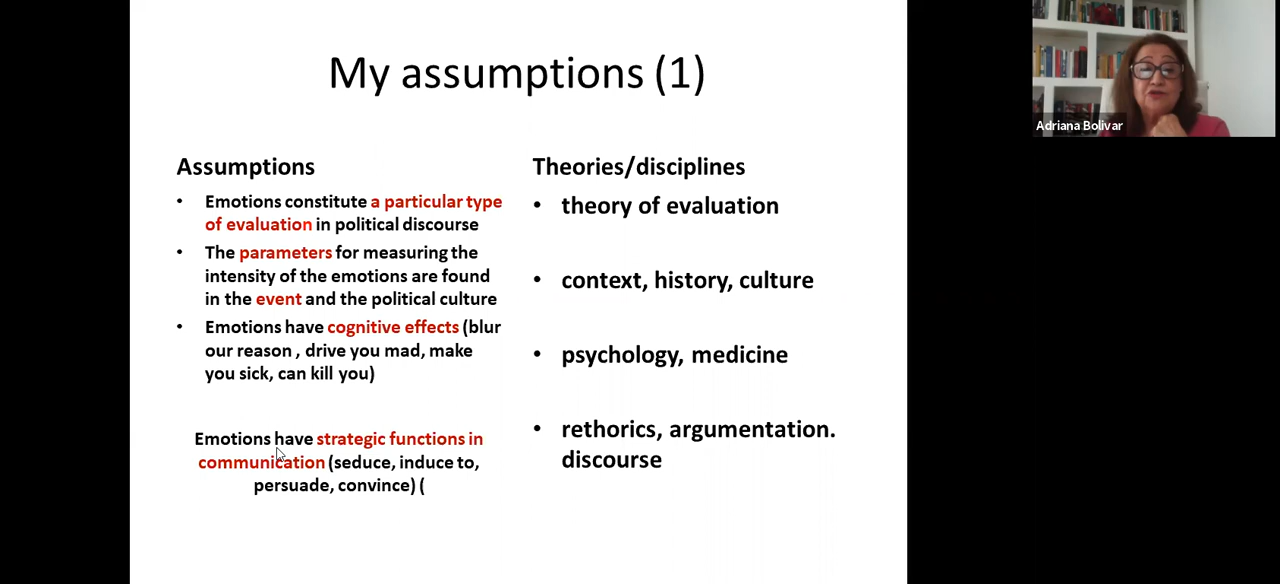 My assumptions (1)
Adriana Bolivar
Assumptions
• Emotions constitute a particular type
of evaluation in political discourse
• The parameters for measuring the
intensity of the emotions are found
in the event and the political culture
• Emotions have cognitive effects (blur
our reason , drive you mad, make
you sick, can kill you)
Emotions have strategic functions in
communication (seduce, induce to,
persuade, convince) (
Theories/disciplines
• theory of evaluation
• context, history, culture
• psychology, medicine
• rethorics, argumentation.
discourse